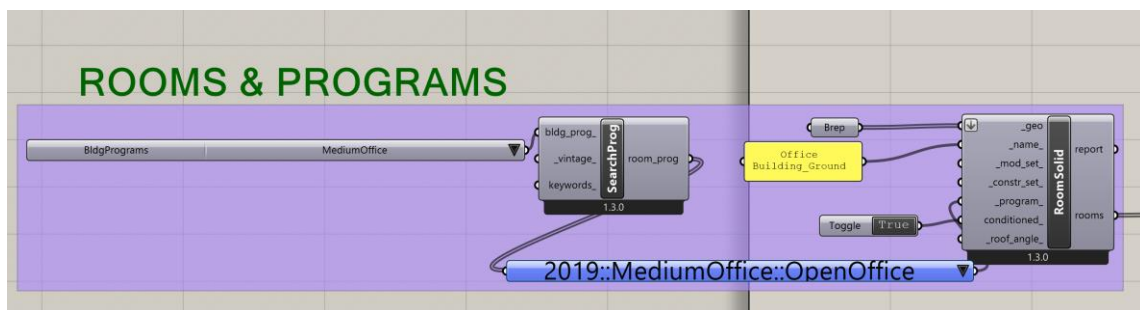 ROOMS & PROGRAMS
BldgPrograms MediumOffice
bldg_prog_
_vintage_
keywords_
SearchProg
room_prog
1.3.0
2019::MediumOffice::OpenOffice
Brep
Office
Building_Ground
Toggle True
_geo
_name_
_mod_set_
_constr_set_
_program_
conditioned_
_roof_angle_
RoomSolid
report
rooms
1.3.0